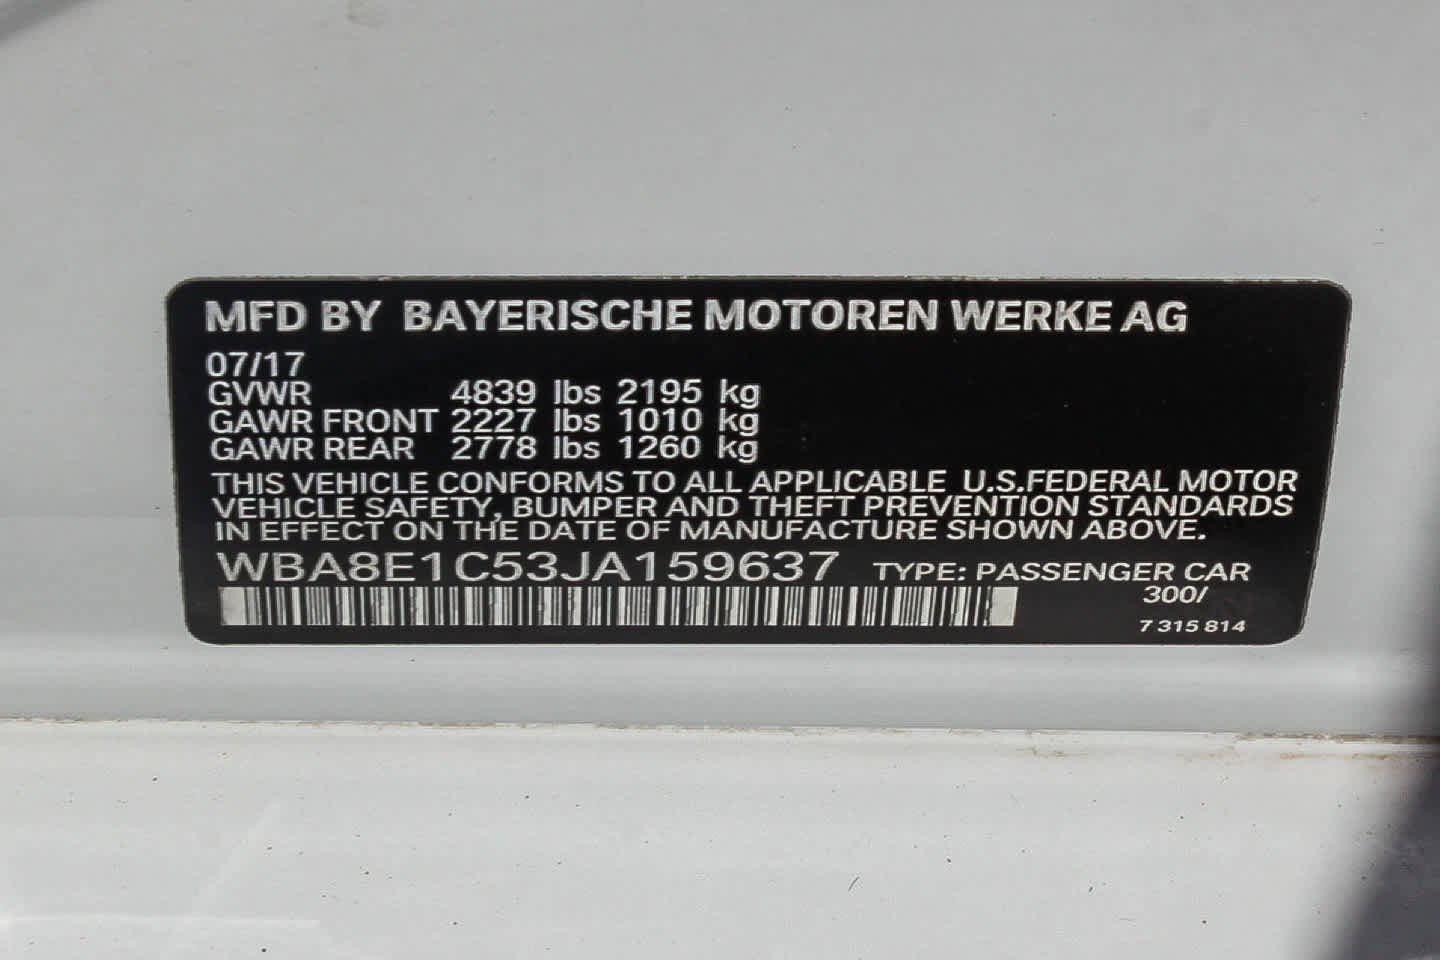 MFD BY BAYERISCHE MOTOREN WERKE AG
07/17
GVWR 4839 lbs 2195 kg
GAWR FRONT 2227 lbs 1010 kg
GAWR REAR 2778 lbs 1260 kg
THIS VEHICLE CONFORMS TO ALL APPLICABLE U.S.FEDERAL MOTOR
VEHICLE SAFETY, BUMPER AND THEFT PREVENTION STANDARDS
IN EFFECT ON THE DATE OF MANUFACTURE SHOWN ABOVE.
WBA8E1C53JA159637 TYPE: PASSENGER CAR
300/
7 315 814